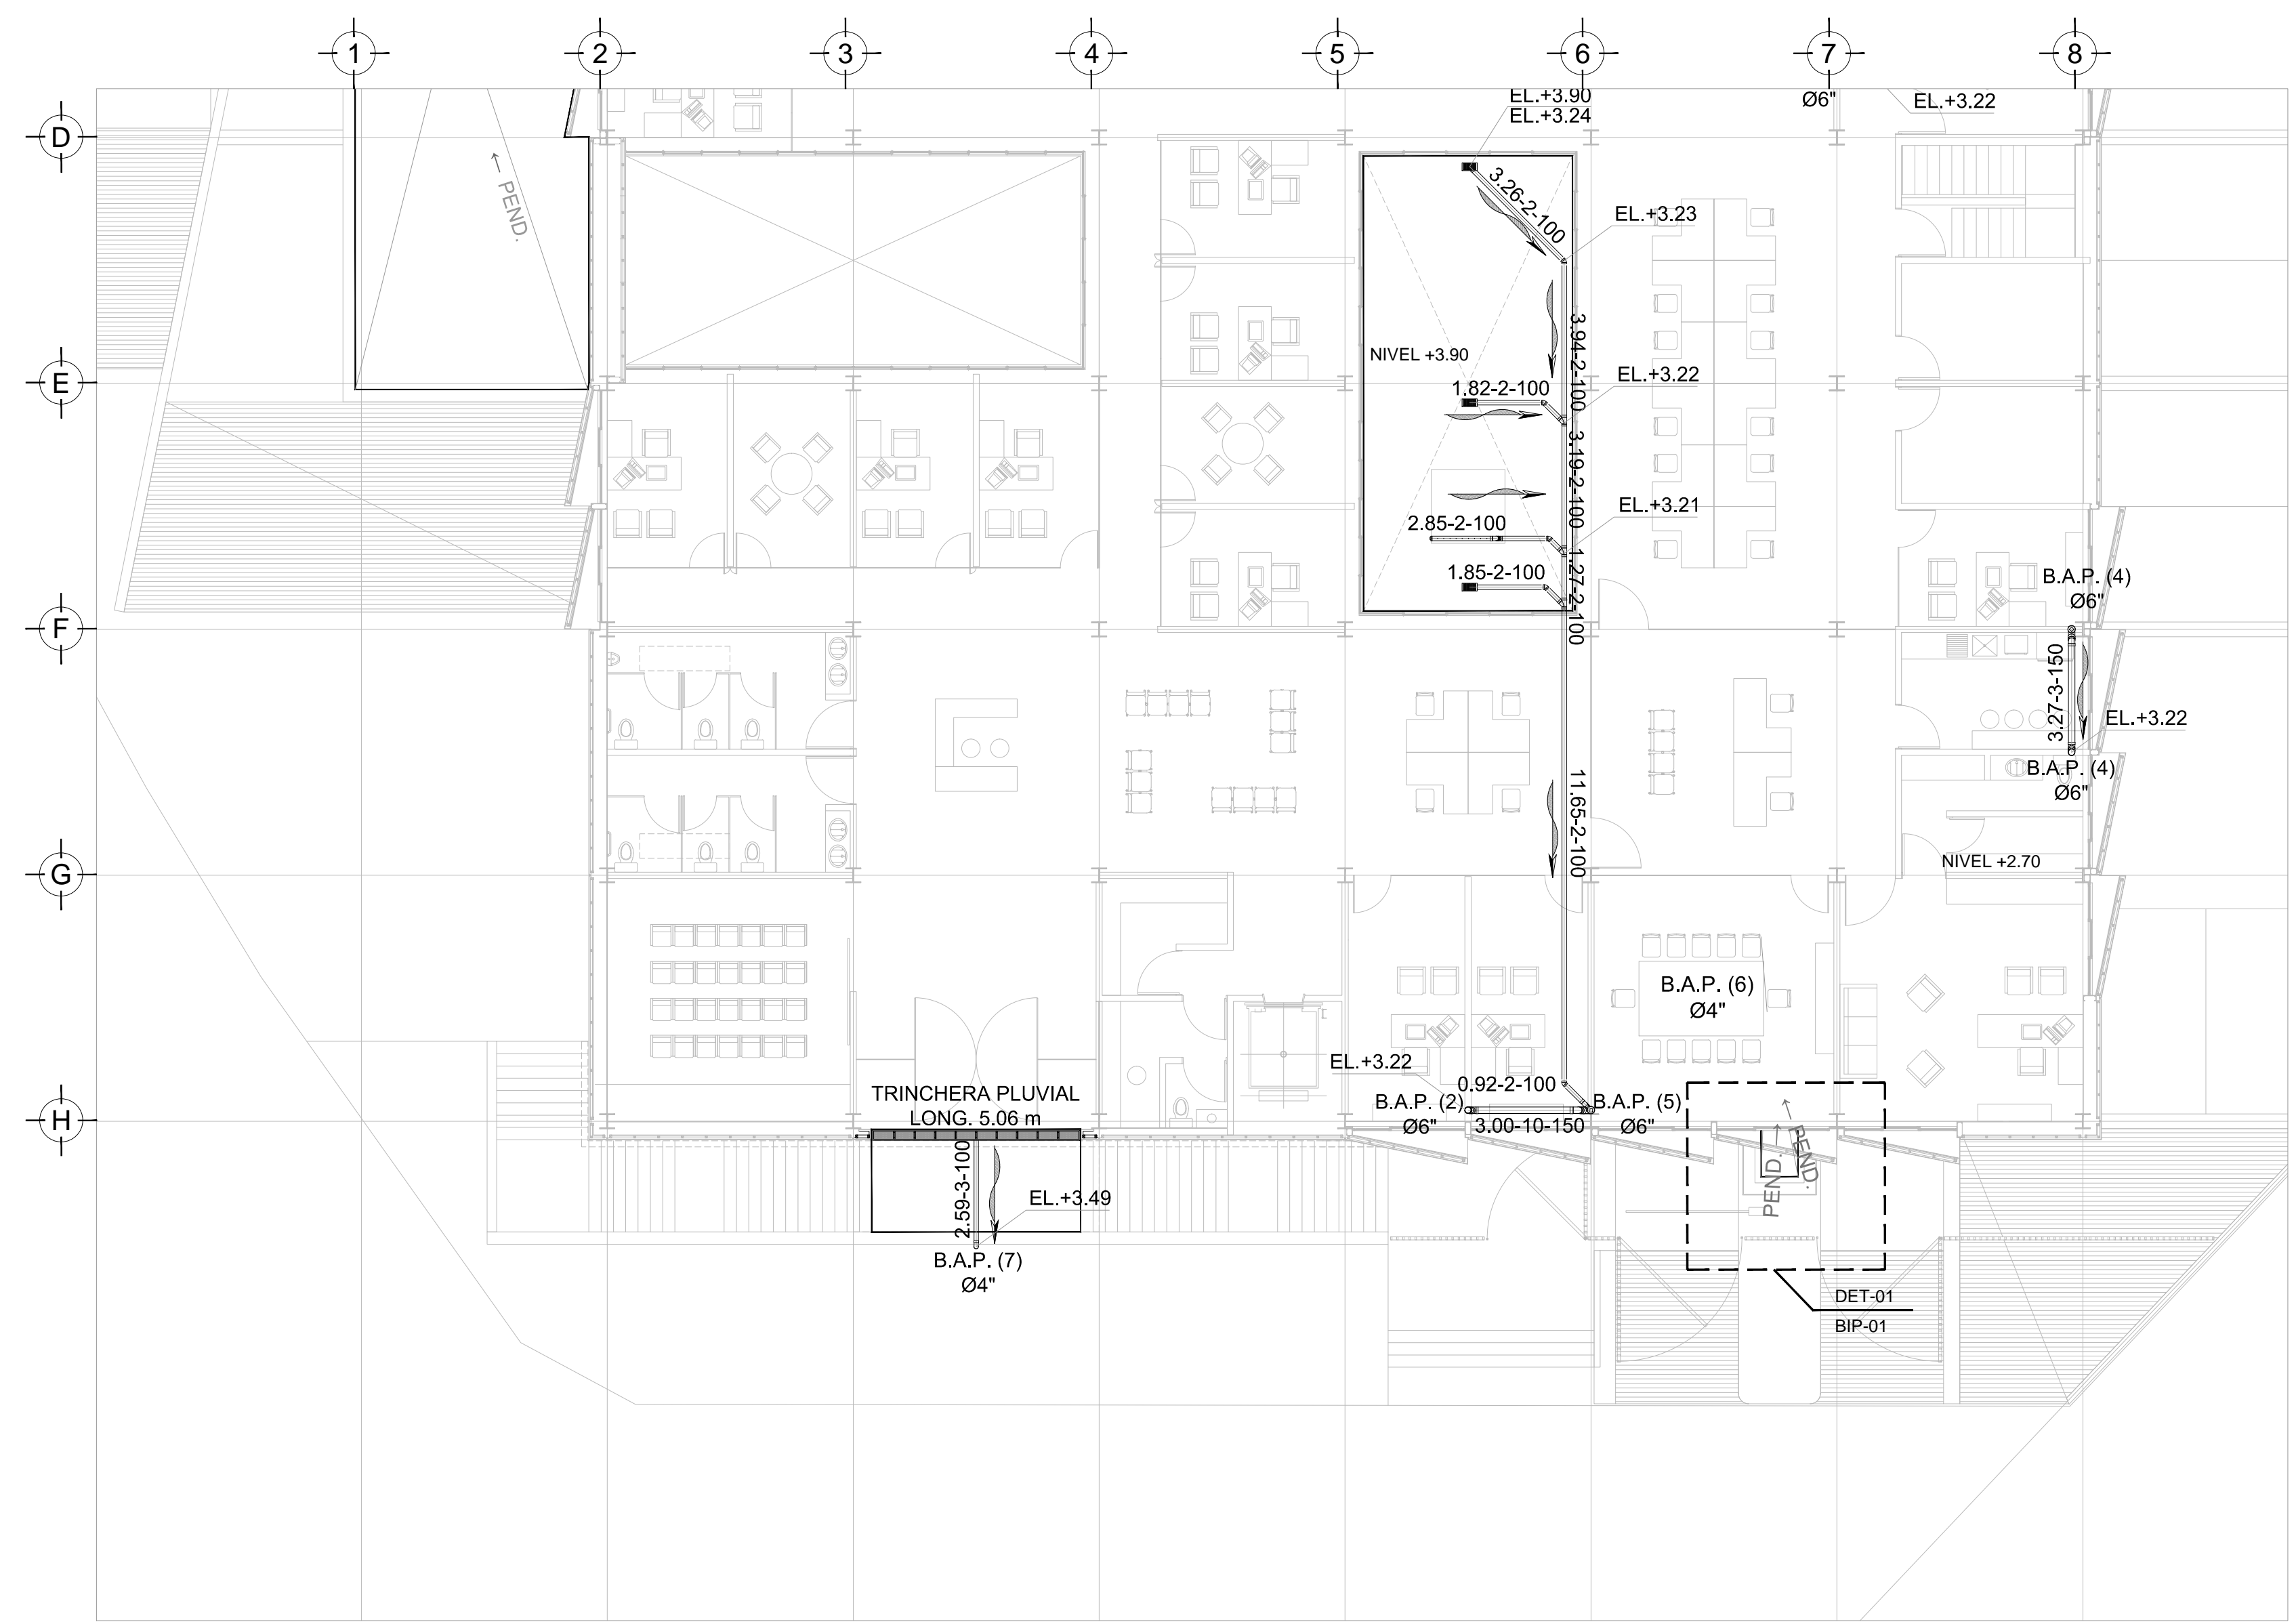 1 2 3 4 5 6 7 8
EL.+3.90
EL.+3.24
Ø6"
EL.+3.22
D
← PEND.
3.26-2-100
EL.+3.23
3.94-2-100
NIVEL +3.90
E
1.82-2-100
EL.+3.22
3.19-2-100
EL.+3.21
2.85-2-100
1.27-2-100
1.85-2-100
B.A.P. (4)
Ø6"
F
3.27-3-150
EL.+3.22
B.A.P. (4)
Ø6"
11.65-2-100
NIVEL +2.70
G
B.A.P. (6)
Ø4"
EL.+3.22
0.92-2-100
TRINCHERA PLUVIAL
LONG. 5.06 m
B.A.P. (2)
Ø6"
3.00-10-150
B.A.P. (5)
Ø6"
H
← PEND.
PEND. →
2.59-3-100
EL.+3.49
B.A.P. (7)
Ø4"
DET-01
BIP-01